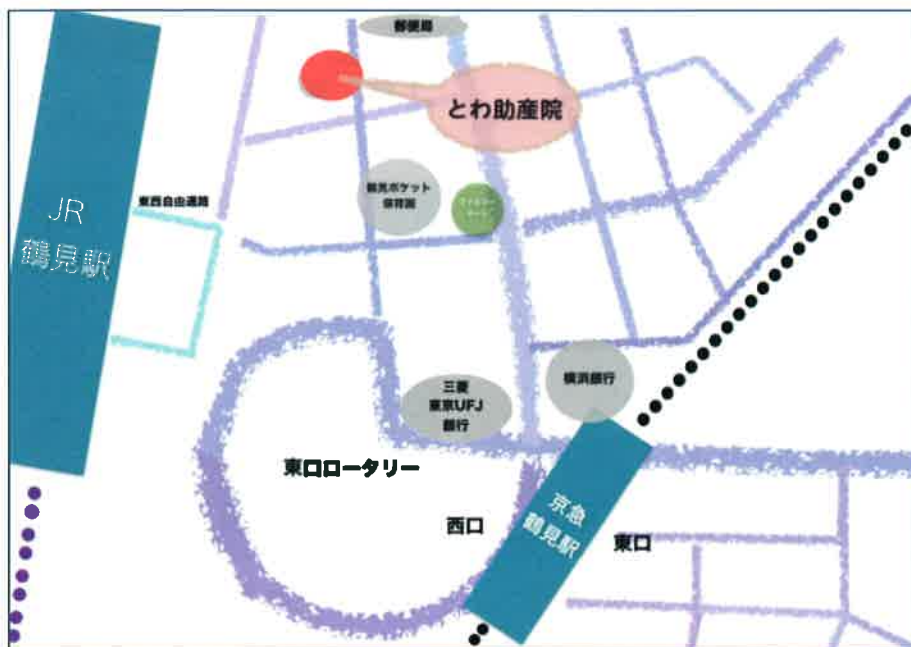 郵便局
とわ助産院
鶴見ポケット
保育園
東西自由通路
JR
鶴見駅
横浜銀行
三菱
東京UFJ
銀行
東口ロータリー
西口
京急
鶴見駅
東口